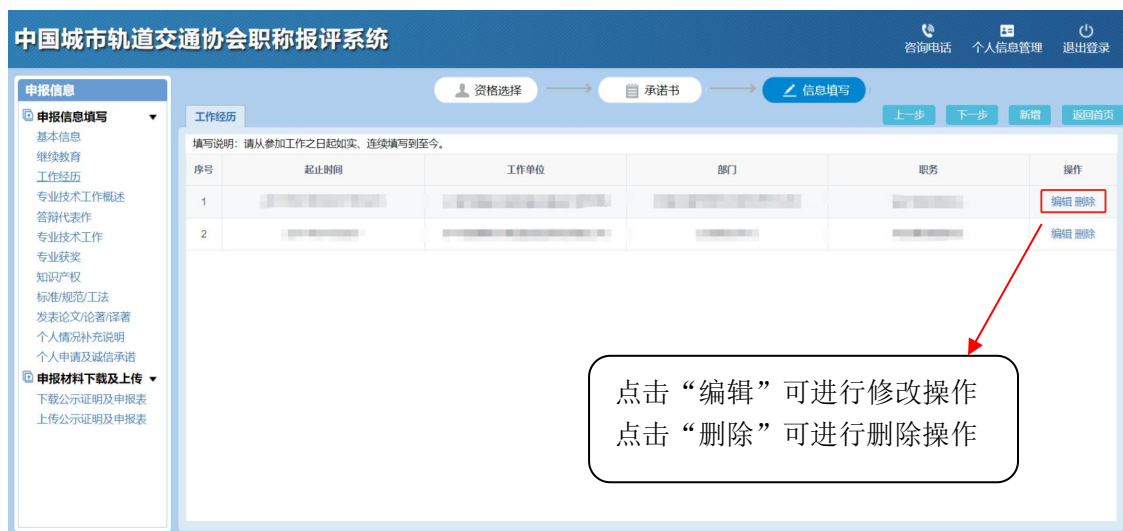 中国城市轨道交通协会职称报评系统
咨询电话 个人信息管理 退出登录
申报信息
资格选择 承诺书 信息填写
申报信息填写
基本信息
继续教育
工作经历
专业技术工作概述
答辩代表作
专业技术工作
专业获奖
知识产权
标准/规范/工法
发表论文/论著/译著
个人情况补充说明
个人申请及诚信承诺
申报材料下载及上传
下载公示证明及申报表
上传公示证明及申报表
工作经历
上一步 下一步 新增 返回首页
填写说明：请从参加工作之日起如实、连续填写到至今。
序号 起止时间 工作单位 部门 职务 操作
1 编辑 删除
2 编辑 删除
点击“编辑”可进行修改操作
点击“删除”可进行删除操作